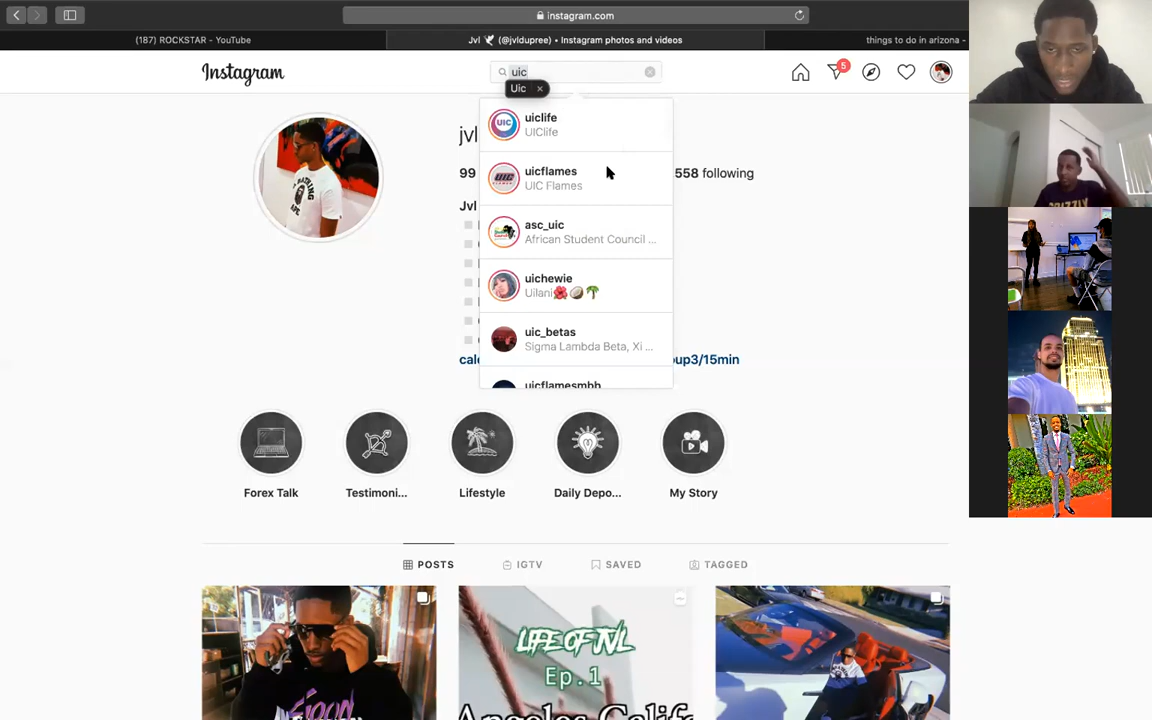 instagram.com
(187) ROCKSTAR - YouTube
Jvl 🕊 (@jvldupree) • Instagram photos and videos
things to do in arizona -
Instagram
uic
5
Uic ×
jvl
uiclife
UIClife
99
558 following
uicflames
UIC Flames
Jvl
asc_uic
African Student Council ...
uichewie
Uilani🌺🥥🌴
uic_betas
Sigma Lambda Beta, Xi ...
cale
oup3/15min
uicflamesmbb
Forex Talk
Testimoni...
Lifestyle
Daily Depo...
My Story
POSTS
IGTV
SAVED
TAGGED
LIFE OF JVL
Ep.1